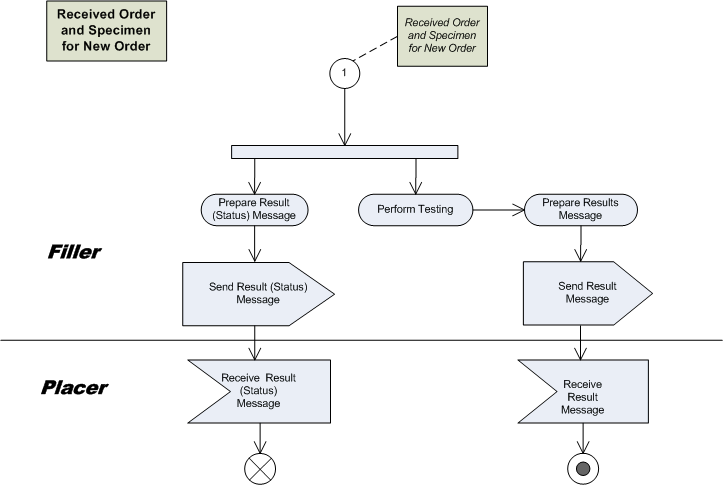 Received Order
and Specimen
for New Order
Received Order
and Specimen
for New Order
1
Prepare Result
(Status) Message
Perform Testing
Prepare Results
Message
Filler
Send Result (Status)
Message
Send Result
Message
Placer
Receive Result
(Status)
Message
Receive
Result
Message